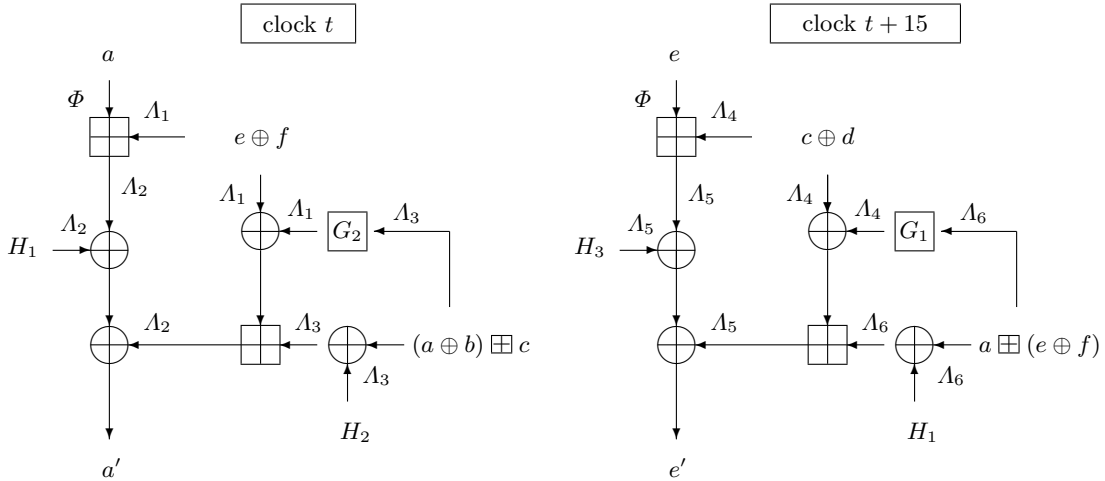 clock t
clock t + 15
a
e
Φ
Λ₁
Φ
Λ₄
e ⊕ f
c ⊕ d
Λ₂
Λ₁
Λ₁
Λ₃
Λ₅
Λ₄
Λ₄
Λ₆
Λ₂
G₂
Λ₅
G₁
H₁
H₃
Λ₂
Λ₃
Λ₅
Λ₆
(a ⊕ b) ⊞ c
a ⊞ (e ⊕ f)
Λ₃
Λ₆
H₂
H₁
a′
e′